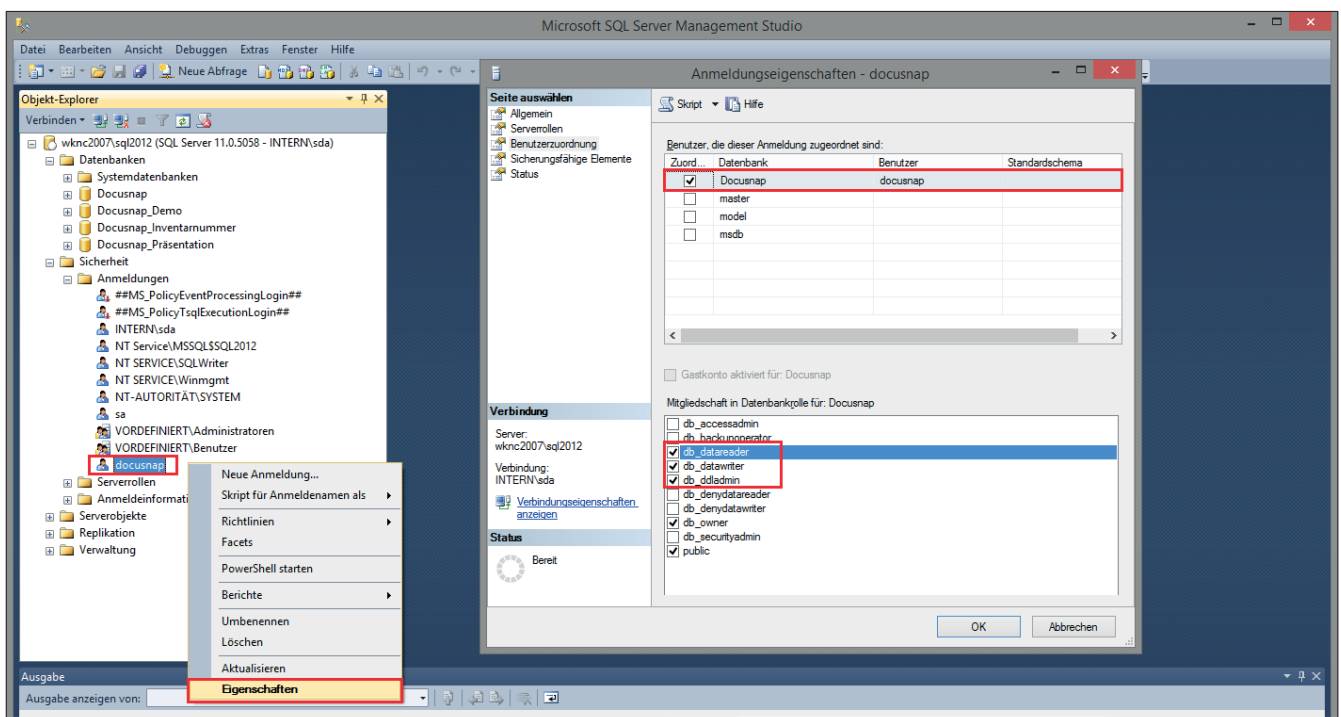 Microsoft SQL Server Management Studio
Datei Bearbeiten Ansicht Debuggen Extras Fenster Hilfe
Neue Abfrage
Objekt-Explorer
Verbinden
wknc2007\sql2012 (SQL Server 11.0.5058 - INTERN\sda)
Datenbanken
Systemdatenbanken
Docusnap
Docusnap_Demo
Docusnap_Inventarnummer
Docusnap_Präsentation
Sicherheit
Anmeldungen
##MS_PolicyEventProcessingLogin##
##MS_PolicyTsqlExecutionLogin##
INTERN\sda
NT Service\MSSQL$SQL2012
NT SERVICE\SQLWriter
NT SERVICE\Winmgmt
NT-AUTORITÄT\SYSTEM
sa
VORDEFINIERT\Administratoren
VORDEFINIERT\Benutzer
docusnap
Serverrollen
Anmeldeinformati
Serverobjekte
Replikation
Verwaltung
Neue Anmeldung...
Skript für Anmeldenamen als
Richtlinien
Facets
PowerShell starten
Berichte
Umbenennen
Löschen
Aktualisieren
Eigenschaften
Anmeldungseigenschaften - docusnap
Seite auswählen
Allgemein
Serverrollen
Benutzerzuordnung
Sicherungsfähige Elemente
Status
Verbindung
Server:
wknc2007\sql2012
Verbindung:
INTERN\sda
Verbindungseigenschaften
anzeigen
Status
Bereit
Skript Hilfe
Benutzer, die dieser Anmeldung zugeordnet sind:
Zuord... Datenbank Benutzer Standardschema
Docusnap docusnap
master
model
msdb
Gastkonto aktiviert für: Docusnap
Mitgliedschaft in Datenbankrolle für: Docusnap
db_accessadmin
db_backupoperator
db_datareader
db_datawriter
db_ddladmin
db_denydatareader
db_denydatawriter
db_owner
db_securityadmin
public
OK Abbrechen
Ausgabe
Ausgabe anzeigen von: